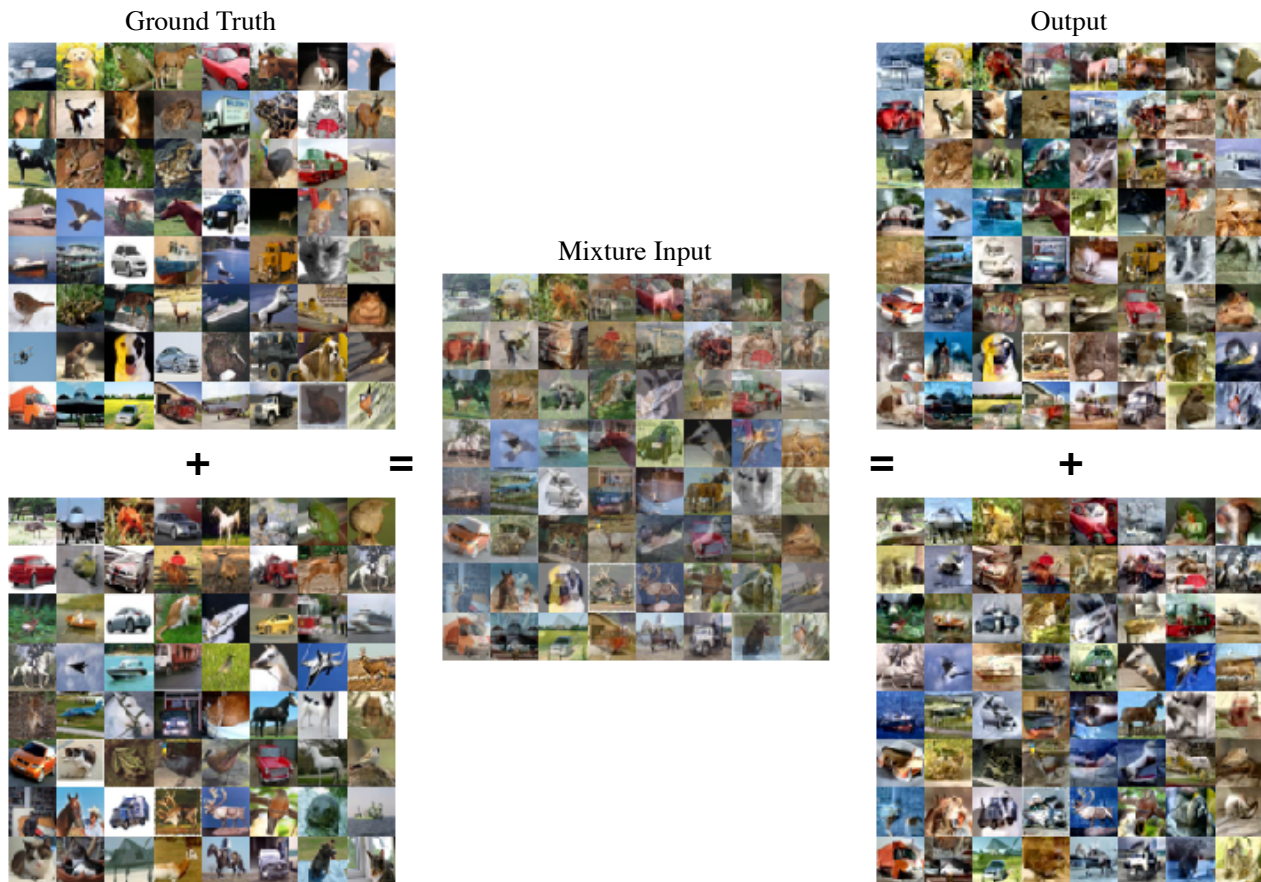 Ground Truth
Output
Mixture Input
+
=
=
+